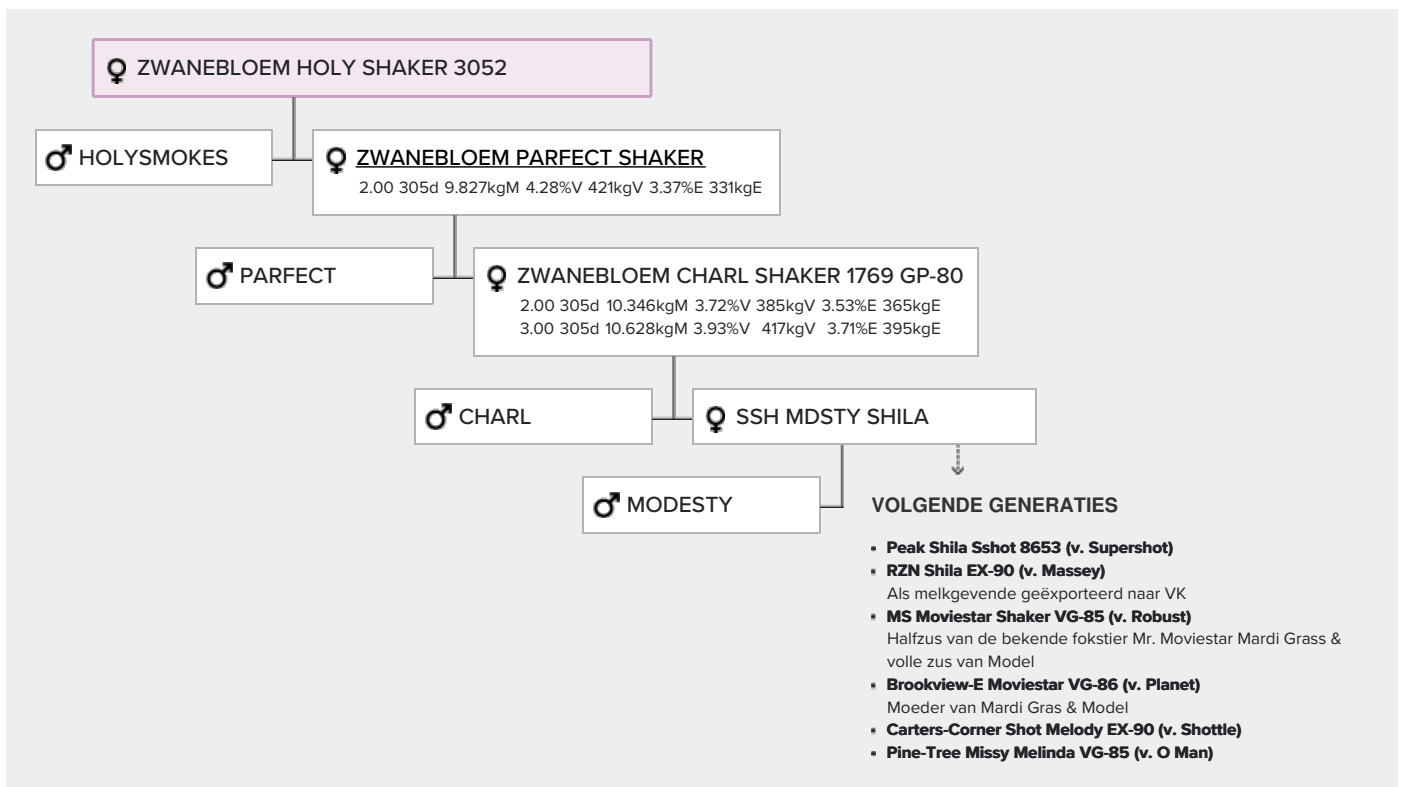 ZWANEBLOEM HOLY SHAKER 3052
HOLYSMOKES
ZWANEBLOEM PARFECT SHAKER
2.00 305d 9.827kgM 4.28%V 421kgV 3.37%E 331kgE
PARFECT
ZWANEBLOEM CHARL SHAKER 1769 GP-80
2.00 305d 10.346kgM 3.72%V 385kgV 3.53%E 365kgE
3.00 305d 10.628kgM 3.93%V 417kgV 3.71%E 395kgE
CHARL
SSH MDSTY SHILA
MODESTY
VOLGENDE GENERATIES
▪ Peak Shila Sshot 8653 (v. Supershot)
▪ RZN Shila EX-90 (v. Massey)
Als melkgevende geëxporteerd naar VK
▪ MS Moviestar Shaker VG-85 (v. Robust)
Halfzus van de bekende fokstier Mr. Moviestar Mardi Grass &
volle zus van Model
▪ Brookview-E Moviestar VG-86 (v. Planet)
Moeder van Mardi Gras & Model
▪ Carters-Corner Shot Melody EX-90 (v. Shottle)
▪ Pine-Tree Missy Melinda VG-85 (v. O Man)